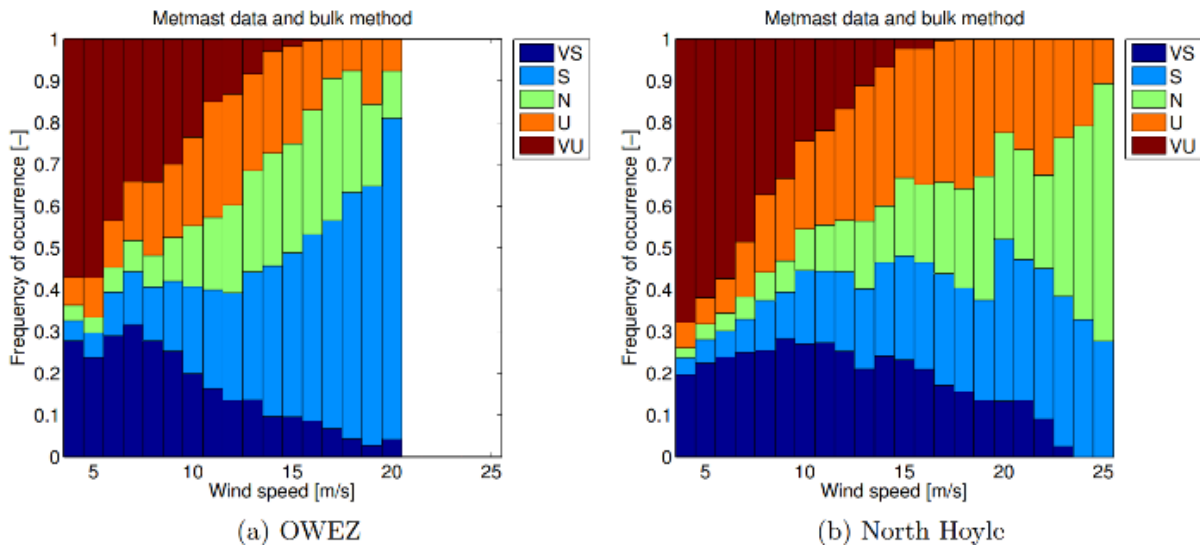 Metmast data and bulk method
1
0.9
0.8
0.7
0.6
0.5
0.4
0.3
0.2
0.1
0
Frequency of occurrence [-]
5
10
15
20
25
Wind speed [m/s]
VS
S
N
U
VU
(a) OWEZ
Metmast data and bulk method
1
0.9
0.8
0.7
0.6
0.5
0.4
0.3
0.2
0.1
0
Frequency of occurrence [-]
5
10
15
20
25
Wind speed [m/s]
VS
S
N
U
VU
(b) North Hoyle